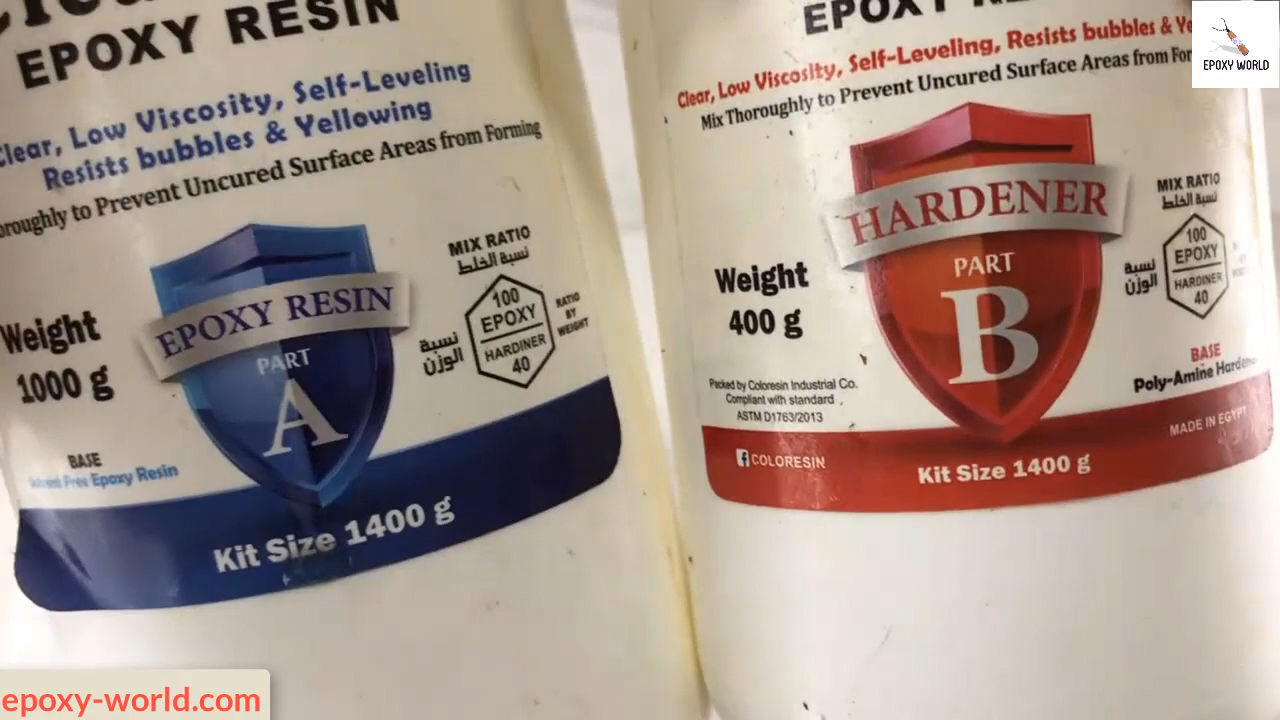 EPOXY RESIN
Clear, Low Viscosity, Self-Leveling
Resists bubbles & Yellowing
to Prevent Uncured Surface Areas from Forming
Weight
1000 g
EPOXY RESIN
PART
A
MIX RATIO
نسبة الخلط
100
EPOXY
HARDINER
40
نسبة
الوزن
RATIO
BY
WEIGHT
BASE
Epoxy Resin
Kit Size 1400 g
EPOXY
Clear, Low Viscosity, Self-Leveling, Resists bubbles &
Mix Thoroughly to Prevent Uncured Surface Areas from
Weight
400 g
HARDENER
PART
B
MIX RATIO
نسبة الخلط
100
EPOXY
HARDINER
40
نسبة
الوزن
Packed by Coloresin Industrial Co.
Compliant with standard
ASTM D1763/2013
BASE
Poly-Amine Hardener
MADE IN EGYPT
COLORESIN
Kit Size 1400 g
EPOXY WORLD
epoxy-world.com